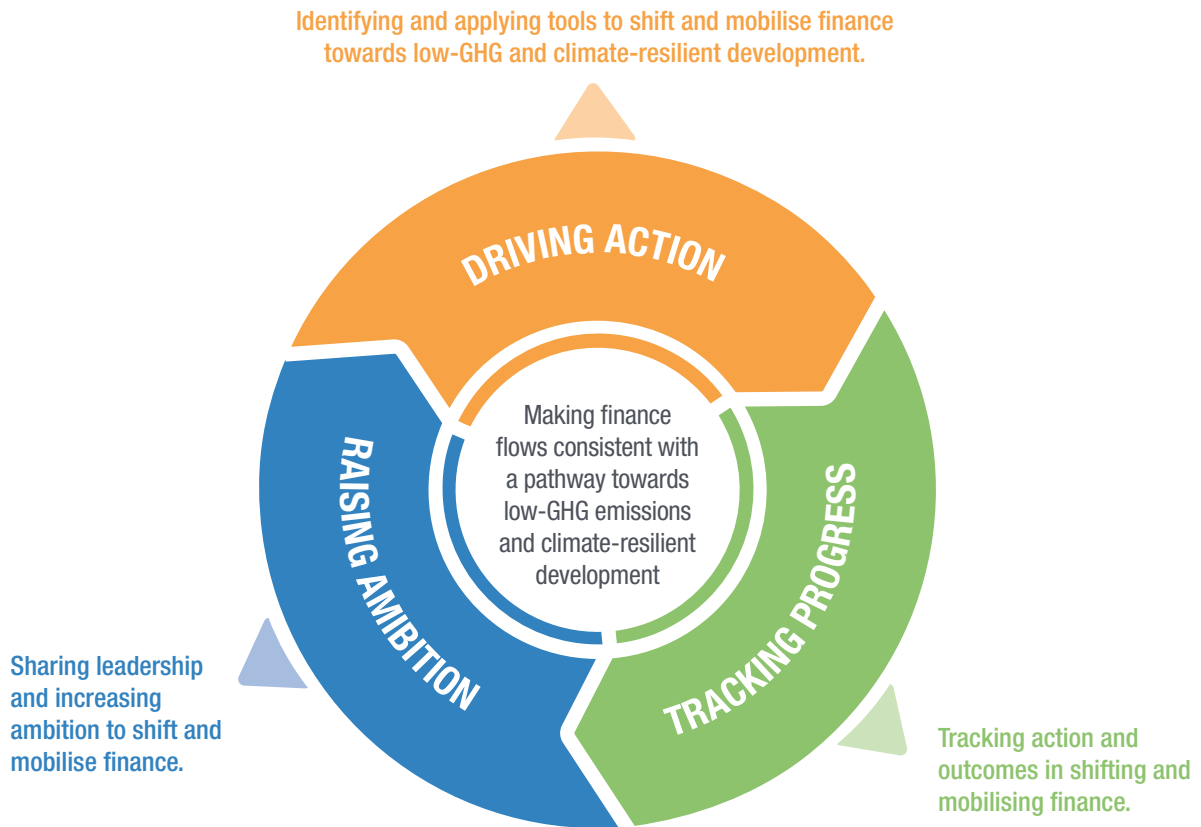 Identifying and applying tools to shift and mobilise finance
towards low-GHG and climate-resilient development.
DRIVING ACTION
Making finance
flows consistent with
a pathway towards
low-GHG emissions
and climate-resilient
development
RAISING AMIBITION
TRACKING PROGRESS
Sharing leadership
and increasing
ambition to shift and
mobilise finance.
Tracking action and
outcomes in shifting and
mobilising finance.